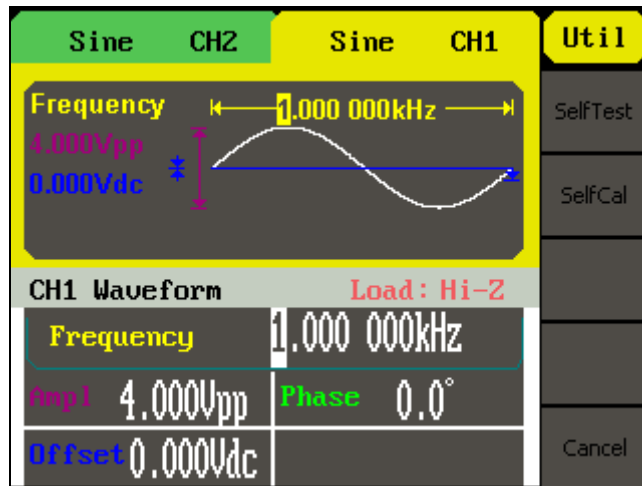 Sine CH2 Sine CH1 Util
Frequency 1.000 000kHz
4.000Vpp
0.000Vdc
SelfTest
SelfCal
CH1 Waveform Load: Hi-Z
Frequency 1.000 000kHz
Ampl 4.000Vpp Phase 0.0°
Offset 0.000Vdc
Cancel